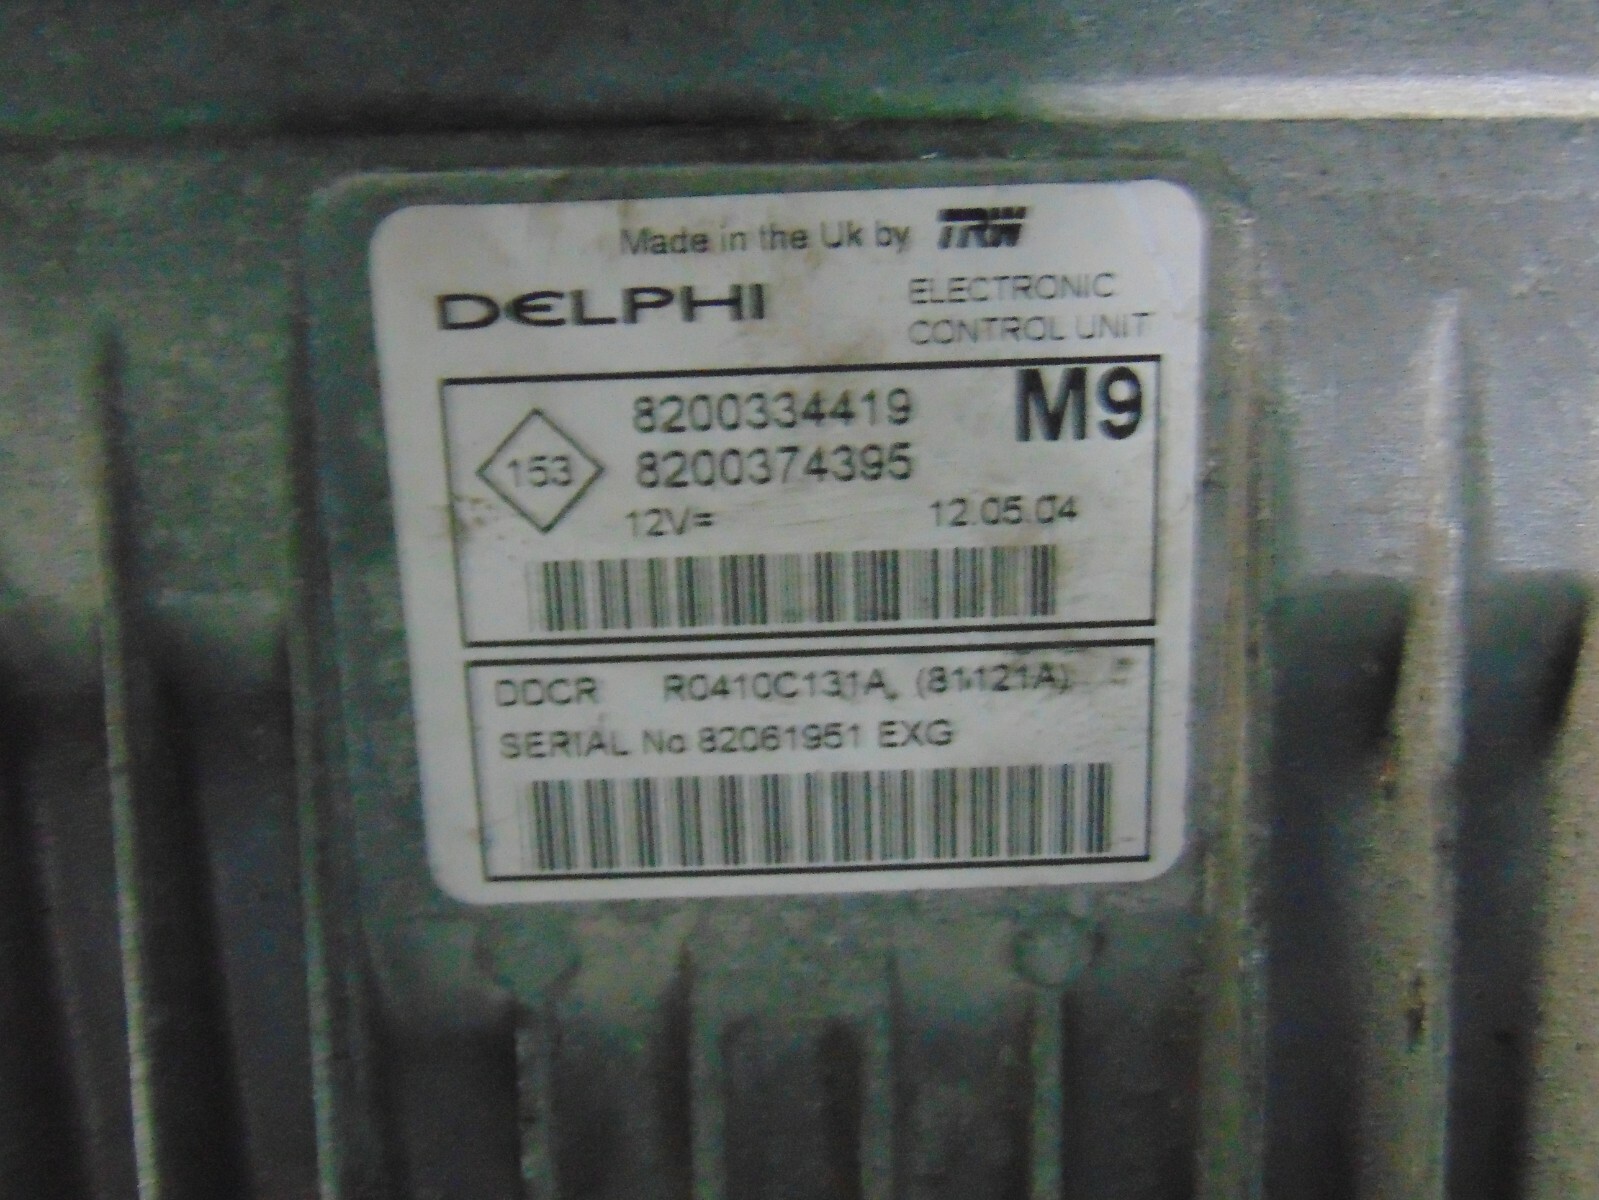 Made in the Uk by TRW
DELPHI
ELECTRONIC
CONTROL UNIT
8200334419
M9
153
8200374395
12V=
12.05.04
DDCR R0410C131A (81121A)
SERIAL No 82061951 EXG